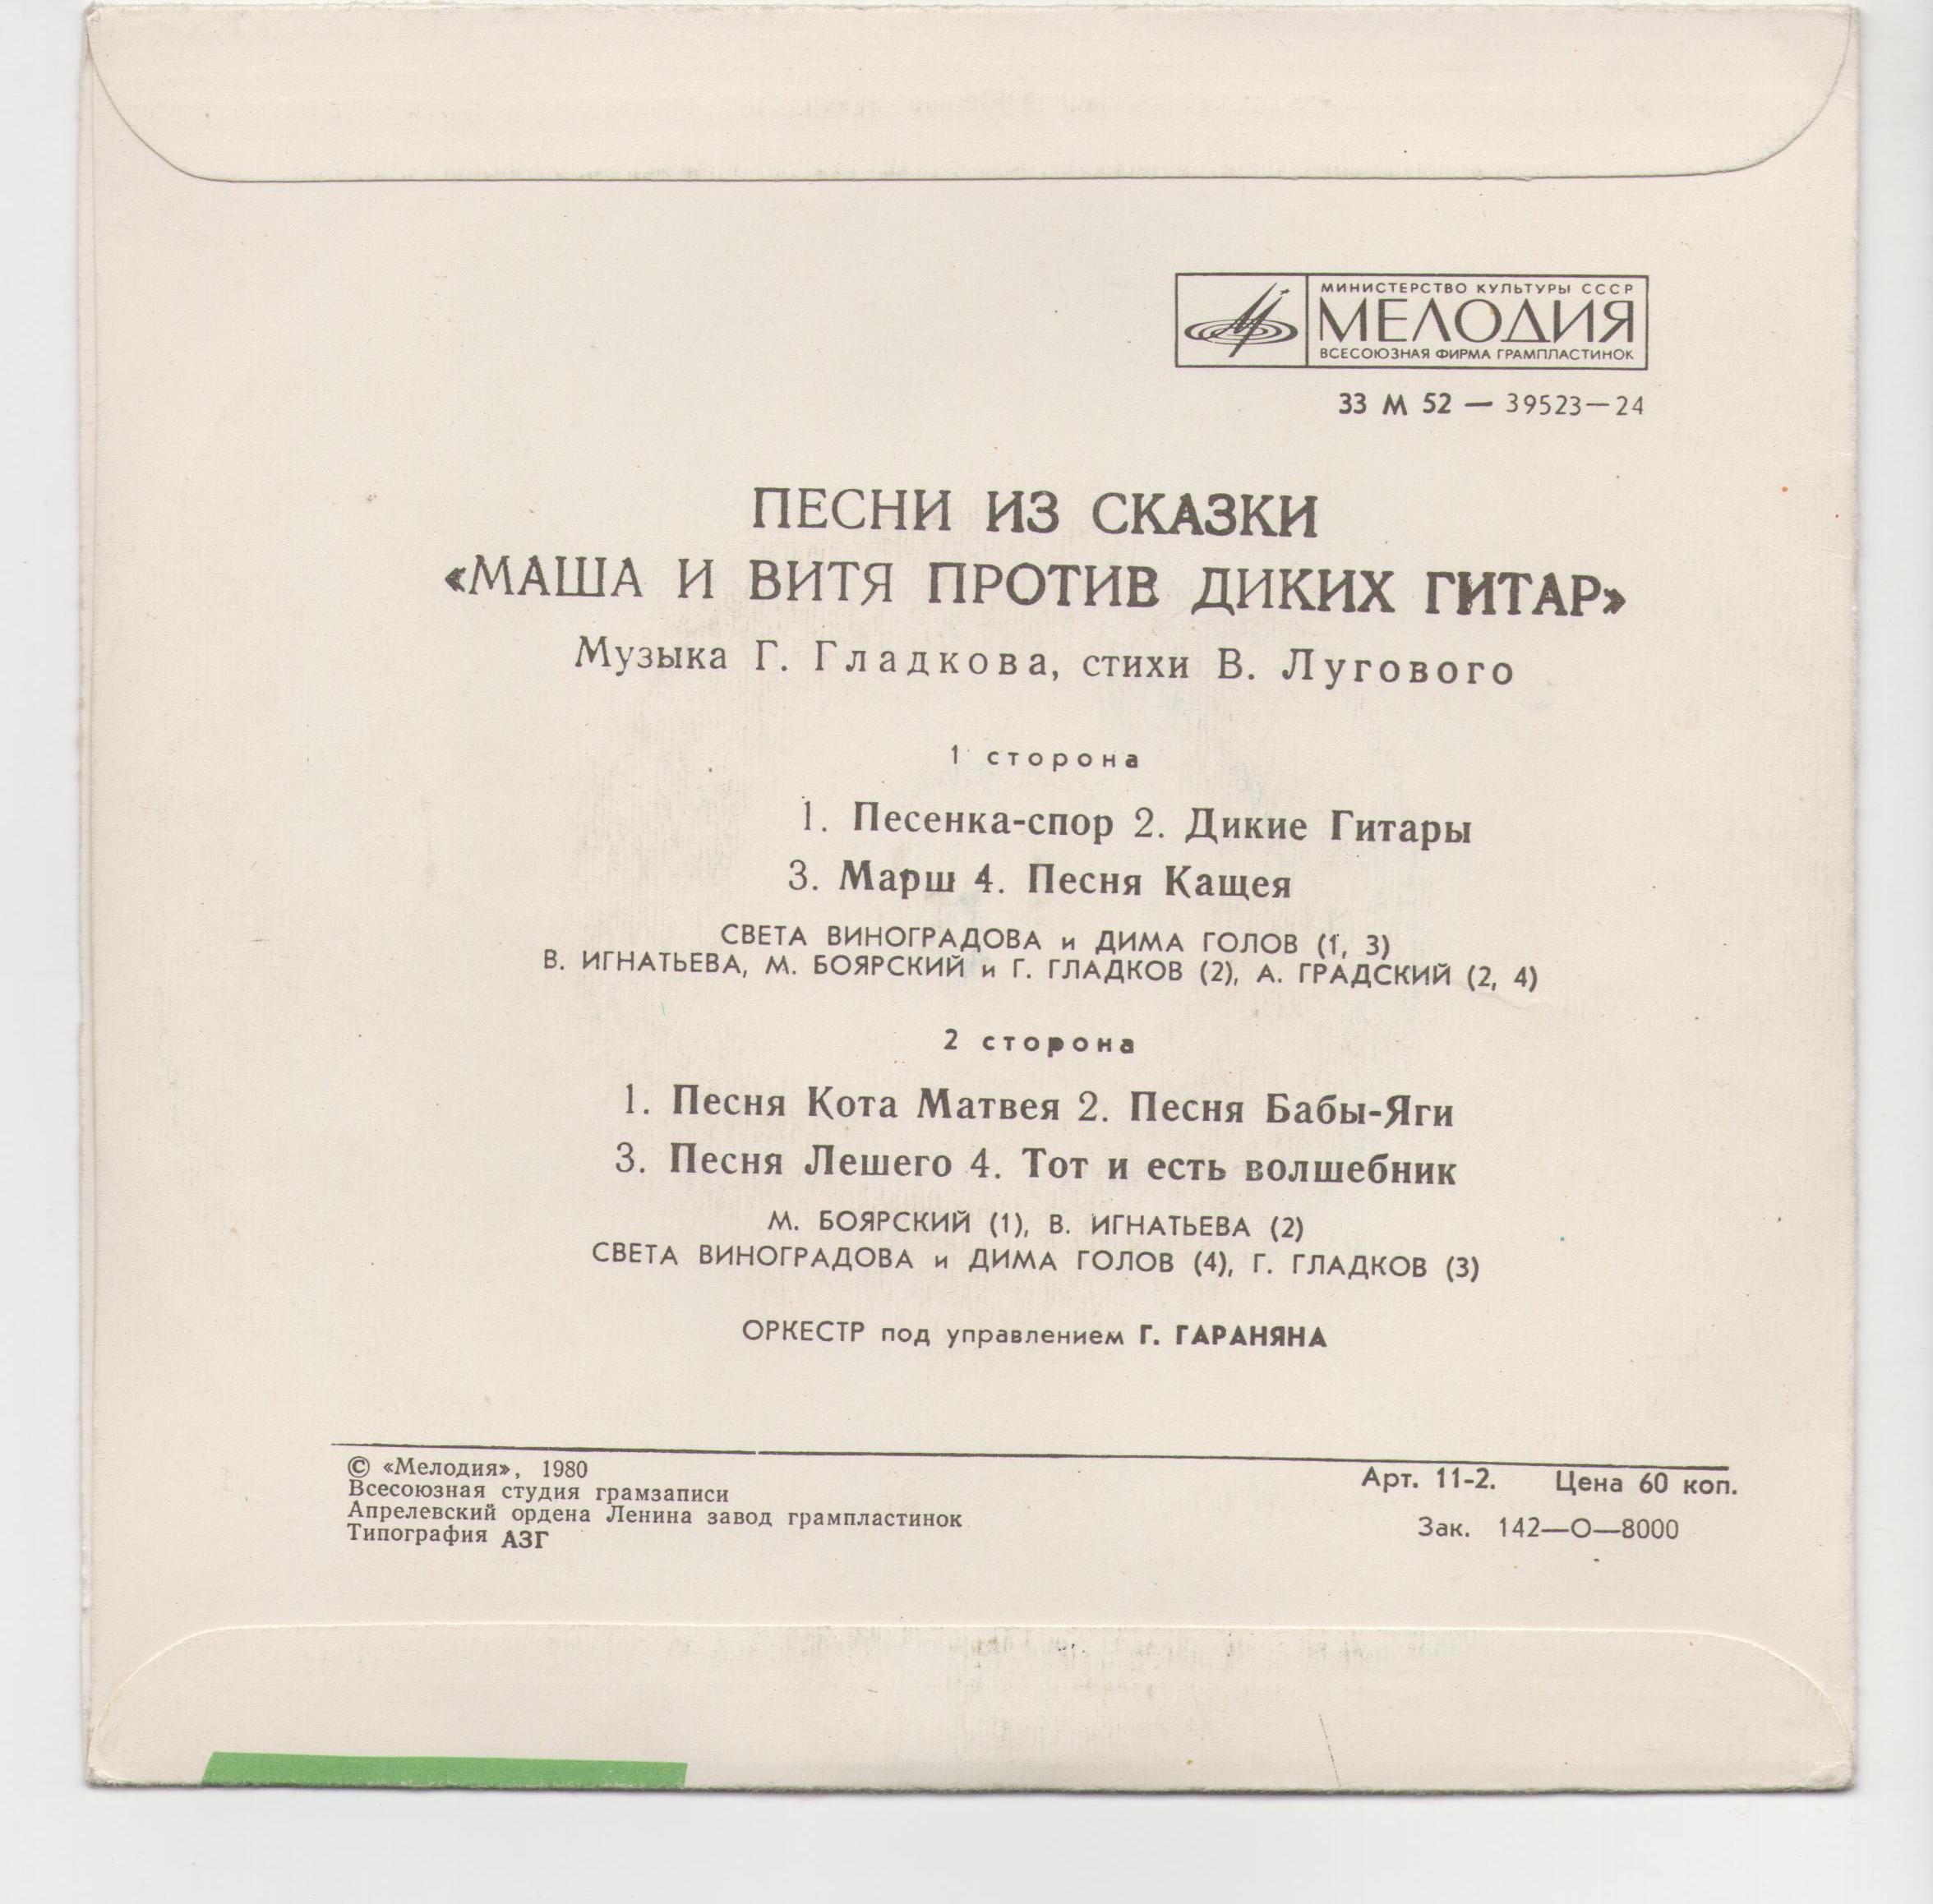 МИНИСТЕРСТВО КУЛЬТУРЫ СССР
МЕЛОДИЯ
ВСЕСОЮЗНАЯ ФИРМА ГРАМПЛАСТИНОК
33 М 52 — 39523—24
ПЕСНИ ИЗ СКАЗКИ
«МАША И ВИТЯ ПРОТИВ ДИКИХ ГИТАР»
Музыка Г. Гладкова, стихи В. Лугового
1 сторона
1. Песенка-спор 2. Дикие Гитары
3. Марш 4. Песня Кащея
СВЕТА ВИНОГРАДОВА и ДИМА ГОЛОВ (1, 3)
В. ИГНАТЬЕВА, М. БОЯРСКИЙ и Г. ГЛАДКОВ (2), А. ГРАДСКИЙ (2, 4)
2 сторона
1. Песня Кота Матвея 2. Песня Бабы-Яги
3. Песня Лешего 4. Тот и есть волшебник
М. БОЯРСКИЙ (1), В. ИГНАТЬЕВА (2)
СВЕТА ВИНОГРАДОВА и ДИМА ГОЛОВ (4), Г. ГЛАДКОВ (3)
ОРКЕСТР под управлением Г. ГАРАНЯНА
© «Мелодия», 1980
Всесоюзная студия грамзаписи
Апрелевский ордена Ленина завод грампластинок
Типография АЗГ
Арт. 11-2. Цена 60 коп.
Зак. 142—О—8000